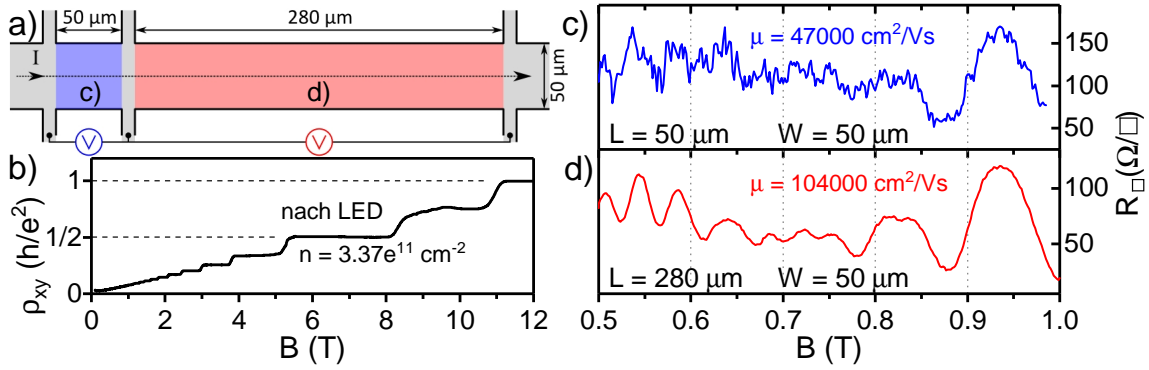 a)
50 μm
280 μm
I
c)
d)
50 μm
V
V
b)
1
nach LED
1/2
n = 3.37e¹¹ cm⁻²
0
ρxy (h/e²)
0 2 4 6 8 10 12
B (T)
c)
μ = 47000 cm²/Vs
150
100
50
L = 50 μm W = 50 μm
d)
μ = 104000 cm²/Vs
100
50
L = 280 μm W = 50 μm
R□(Ω/□)
0.5 0.6 0.7 0.8 0.9 1.0
B (T)